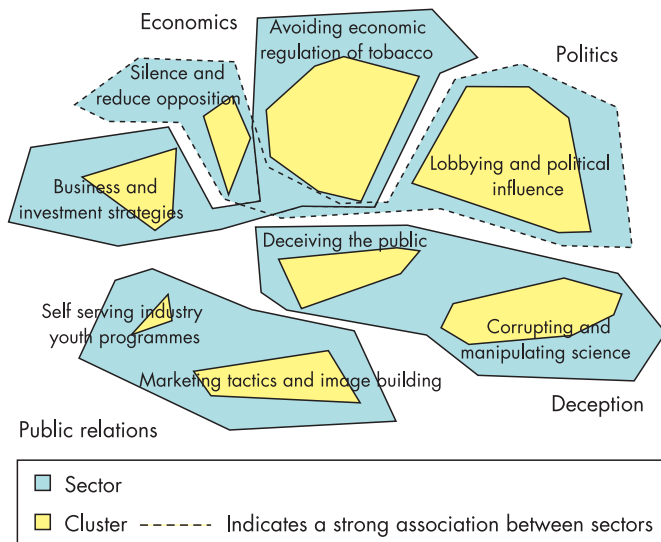 Economics
Avoiding economic
regulation of tobacco
Politics
Silence and
reduce opposition
Lobbying and political
influence
Business and
investment strategies
Deceiving the public
Self serving industry
youth programmes
Corrupting and
manipulating science
Marketing tactics and image building
Deception
Public relations
Sector
Cluster
Indicates a strong association between sectors